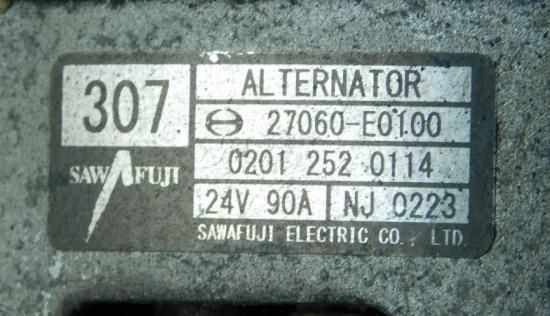 307
ALTERNATOR
27060-E0100
SAWAFUJI
0201 252 0114
24V 90A NJ 0223
SAWAFUJI ELECTRIC CO., LTD.